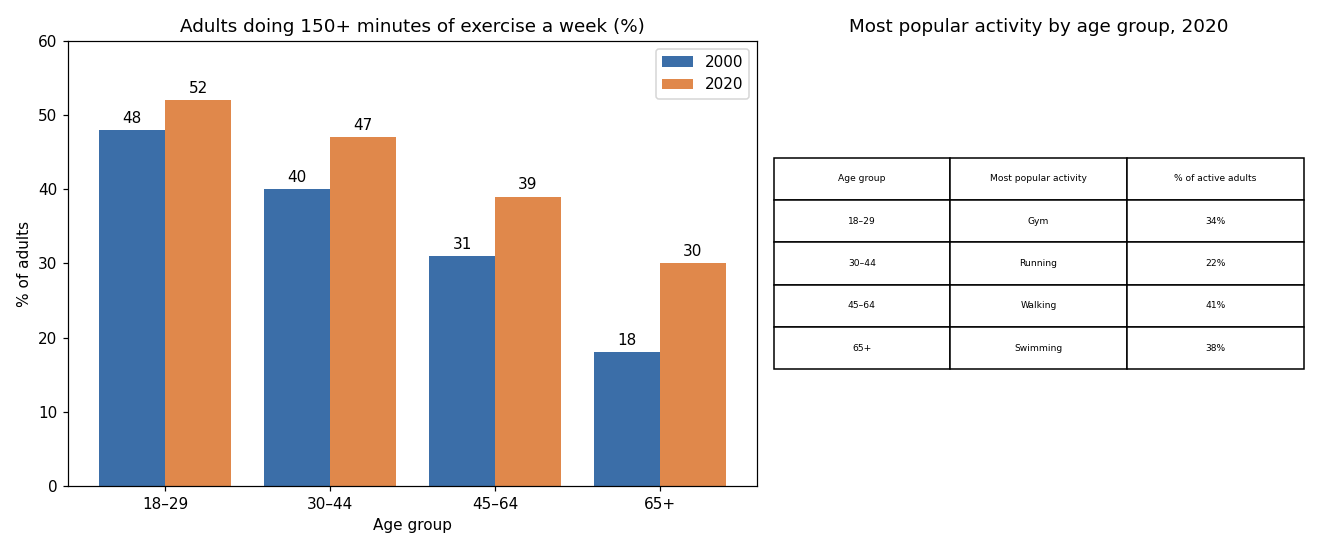 Adults doing 150+ minutes of exercise a week (%)
% of adults
60
50
40
30
20
10
0
2000
2020
48
52
40
47
31
39
18
30
18–29
30–44
45–64
65+
Age group
Most popular activity by age group, 2020
Age group Most popular activity % of active adults
18–29 Gym 34%
30–44 Running 22%
45–64 Walking 41%
65+ Swimming 38%